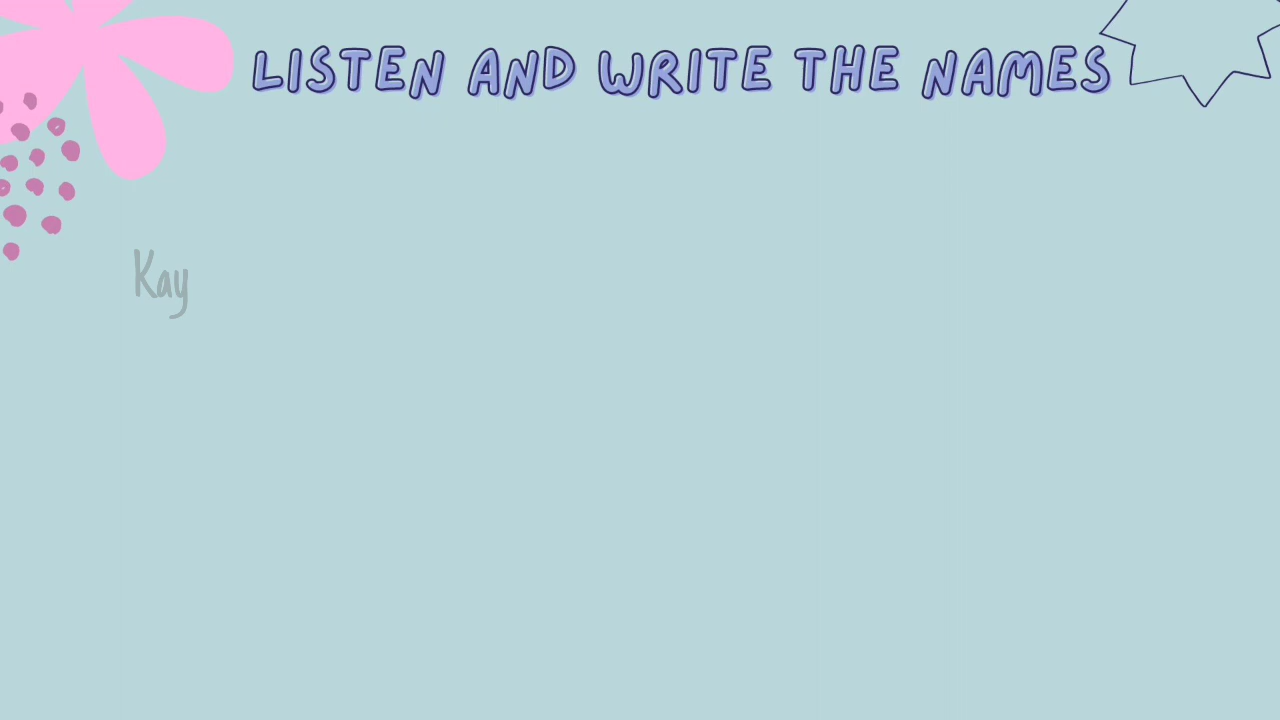 LISTEN AND WRITE THE NAMES
Kay